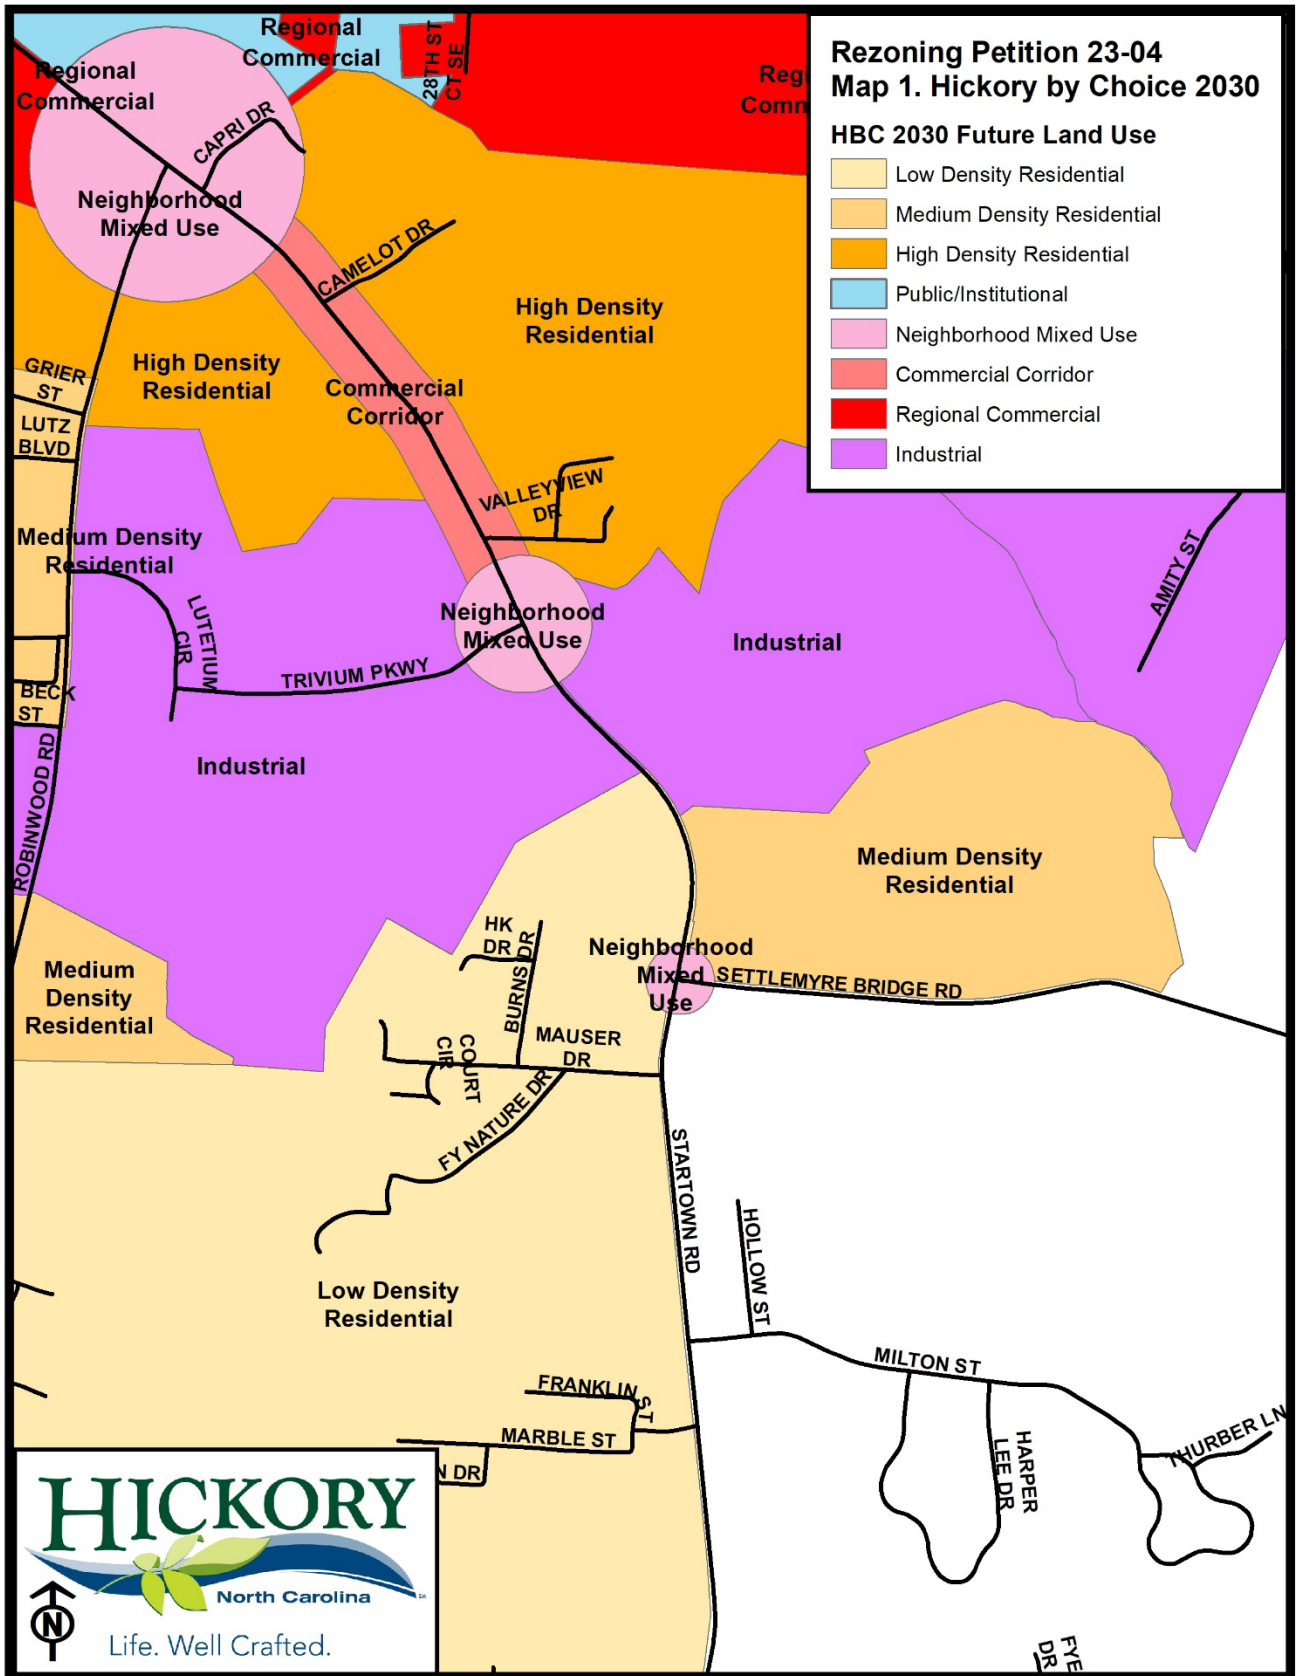 Rezoning Petition 23-04
Map 1. Hickory by Choice 2030
HBC 2030 Future Land Use
Low Density Residential
Medium Density Residential
High Density Residential
Public/Institutional
Neighborhood Mixed Use
Commercial Corridor
Regional Commercial
Industrial
Regional
Commercial
28TH ST
CT SE
Regional
Commercial
CAPRI DR
Neighborhood
Mixed Use
CAMELOT DR
High Density
Residential
High Density
Residential
Commercial
Corridor
GRIER
ST
LUTZ
BLVD
VALLEYVIEW
DR
Medium Density
Residential
AMITY ST
LUTETIUM
CIR
Neighborhood
Mixed Use
Industrial
TRIVIUM PKWY
BECK
ST
Industrial
ROBINWOOD RD
Medium Density
Residential
HK
DR
BURNS DR
Neighborhood
Mixed
Use
SETTLEMYRE BRIDGE RD
Medium
Density
Residential
MAUSER
DR
COURT
CIR
FY NATURE DR
STARTOWN RD
HOLLOW ST
Low Density
Residential
MILTON ST
FRANKLIN
ST
MARBLE ST
N DR
HARPER
LEE DR
THURBER LN
FYE
DR
HICKORY
North Carolina
Life. Well Crafted.
N